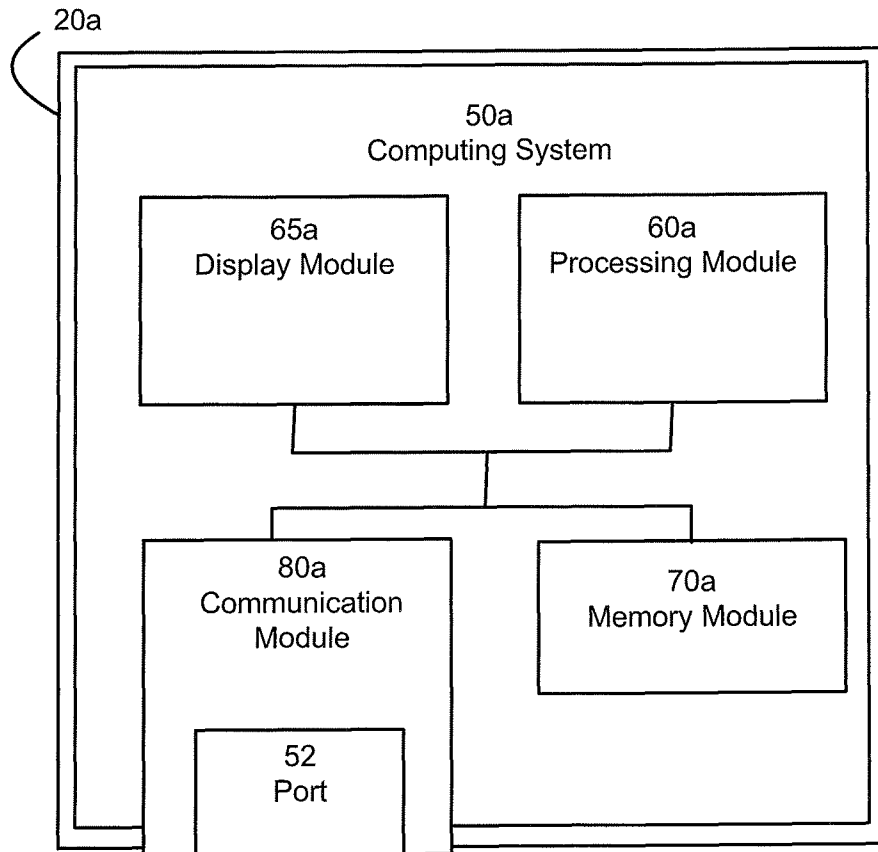 20a
50a
Computing System
65a
Display Module
60a
Processing Module
80a
Communication
Module
70a
Memory Module
52
Port